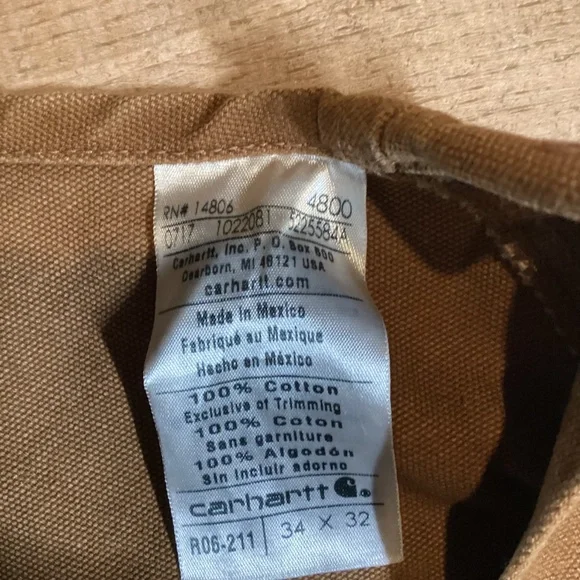 RN# 14806 4800
0717 1022081 5225584A
Carhartt, Inc. P. O. Box 600
Dearborn, MI 48121 USA
carhartt.com
Made in Mexico
Fabriqué au Mexique
Hecho en México
100% Cotton
Exclusive of Trimming
100% Coton
Sans garniture
100% Algodón
Sin incluir adorno
carhartt
R06-211 34 X 32